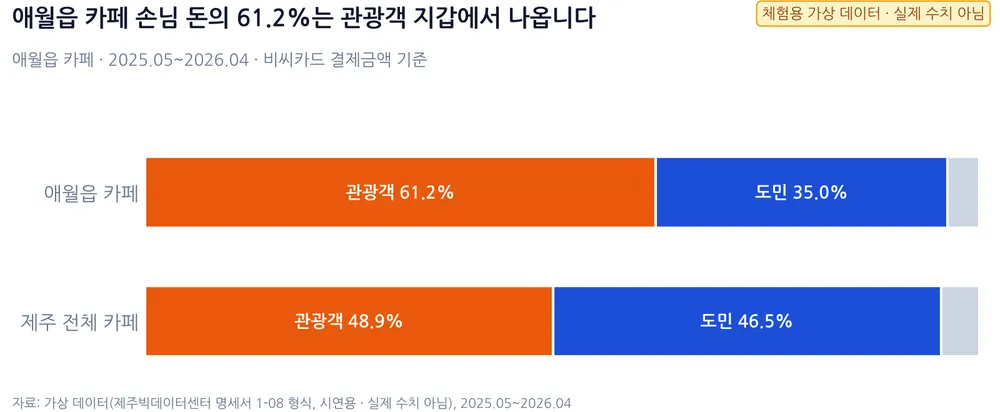 애월읍 카페 손님 돈의 61.2%는 관광객 지갑에서 나옵니다
체험용 가상 데이터 · 실제 수치 아님
애월읍 카페 · 2025.05~2026.04 · 비씨카드 결제금액 기준
애월읍 카페
관광객 61.2%
도민 35.0%
제주 전체 카페
관광객 48.9%
도민 46.5%
자료: 가상 데이터(제주빅데이터센터 명세서 1-08 형식, 시연용 · 실제 수치 아님), 2025.05~2026.04